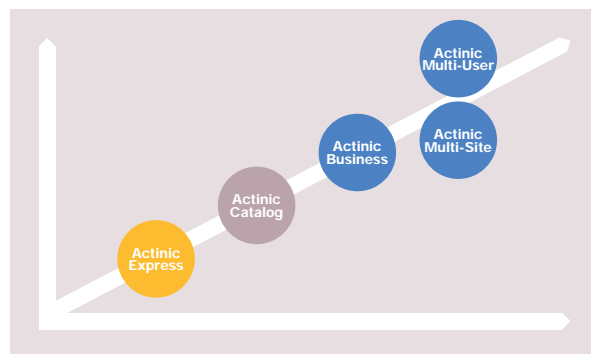 Actinic
Multi-User
Actinic
Multi-Site
Actinic
Business
Actinic
Catalog
Actinic
Express